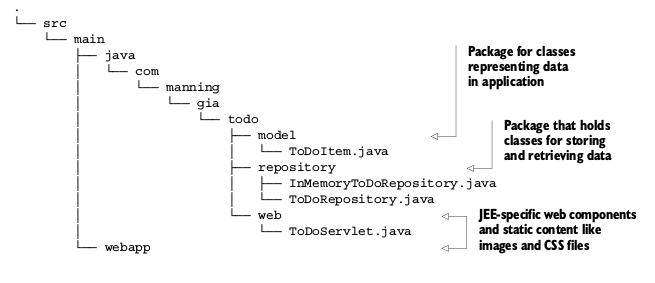 .
└── src
    └── main
        ├── java
        │   └── com
        │       └── manning
        │           └── gia
        │               └── todo
        │                   ├── model
        │                   │   └── ToDoItem.java
        │                   ├── repository
        │                   │   ├── InMemoryToDoRepository.java
        │                   │   └── ToDoRepository.java
        │                   └── web
        │                       └── ToDoServlet.java
        └── webapp
Package for classes
representing data
in application
Package that holds
classes for storing
and retrieving data
JEE-specific web components
and static content like
images and CSS files